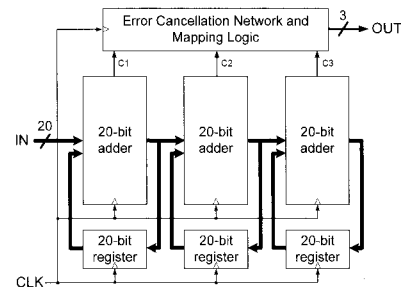 Error Cancellation Network and
Mapping Logic
3
OUT
C1
C2
C3
IN
20
20-bit
adder
20-bit
adder
20-bit
adder
20-bit
register
20-bit
register
20-bit
register
CLK